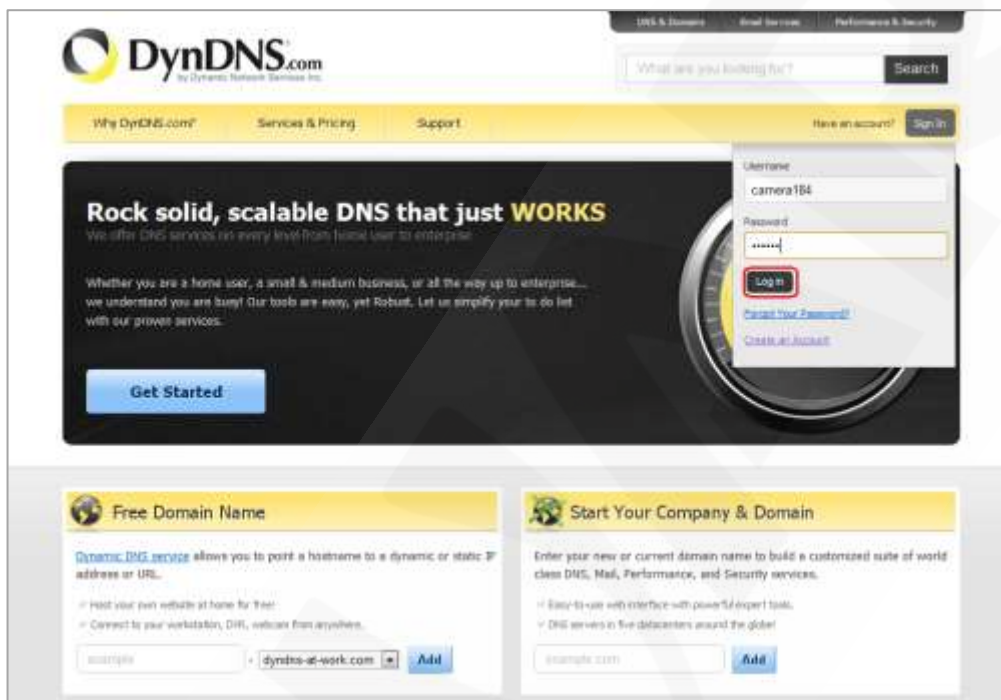 DNS & Domains Email Services Performance & Security
DynDNS.com
by Dynamic Network Services Inc.
What are you looking for?
Search
Why DynDNS.com?
Services & Pricing
Support
Have an account?
Sign In
Username
camera184
Password
Log in
Forgot Your Password?
Create an Account
Rock solid, scalable DNS that just WORKS
We offer DNS services on every level from home user to enterprise
Whether you are a home user, a small & medium business, or all the way up to enterprise...
we understand you are busy! Our tools are easy, yet Robust. Let us simplify your to do list
with our proven services.
Get Started
Free Domain Name
Dynamic DNS service allows you to point a hostname to a dynamic or static IP
address or URL.
Host your own website at home for free!
Connect to your workstation, DVR, webcam from anywhere.
example
dyndns-at-work.com
Add
Start Your Company & Domain
Enter your new or current domain name to build a customized suite of world
class DNS, Mail, Performance, and Security services.
Easy-to-use web interface with powerful expert tools.
DNS servers in five datacenters around the globe!
example.com
Add